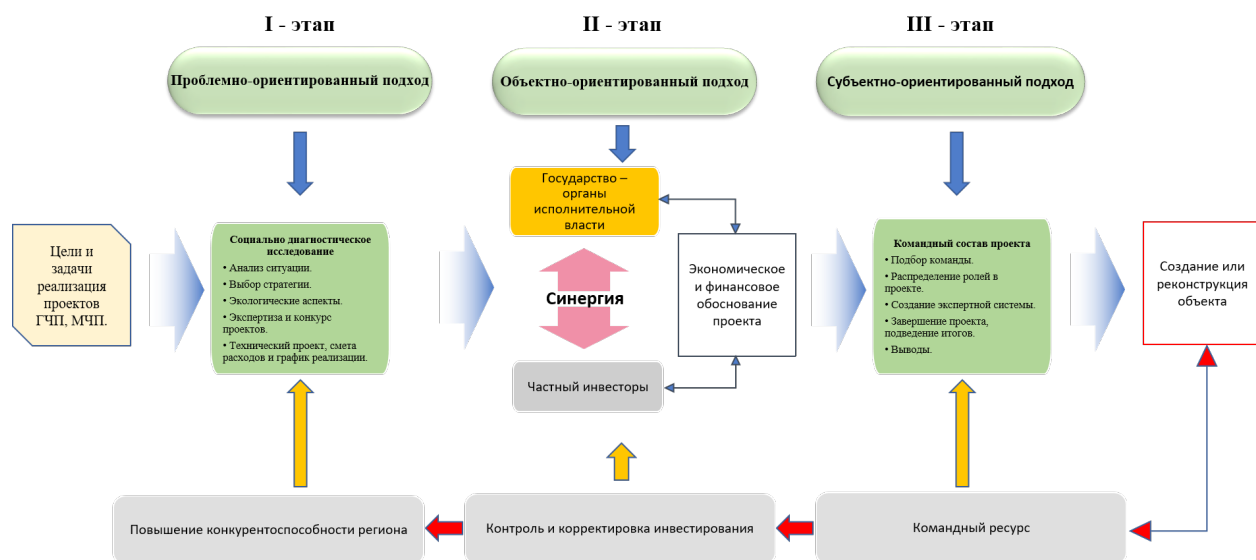 I - этап
II - этап
III - этап
Проблемно-ориентированный подход
Объектно-ориентированный подход
Субъектно-ориентированный подход
Цели и
задачи
реализация
проектов
ГЧП, МЧП.
Социально диагностическое
исследование
• Анализ ситуации.
• Выбор стратегии.
• Экологические аспекты.
• Экспертиза и конкурс
проектов.
• Технический проект, смета
расходов и график реализации.
Государство –
органы
исполнительной
власти
Синергия
Частный инвесторы
Экономическое
и финансовое
обоснование
проекта
Командный состав проекта
• Подбор команды.
• Распределение ролей в
проекте.
• Создание экспертной системы.
• Завершение проекта,
подведение итогов.
• Выводы.
Создание или
реконструкция
объекта
Повышение конкурентоспособности региона
Контроль и корректировка инвестирования
Командный ресурс